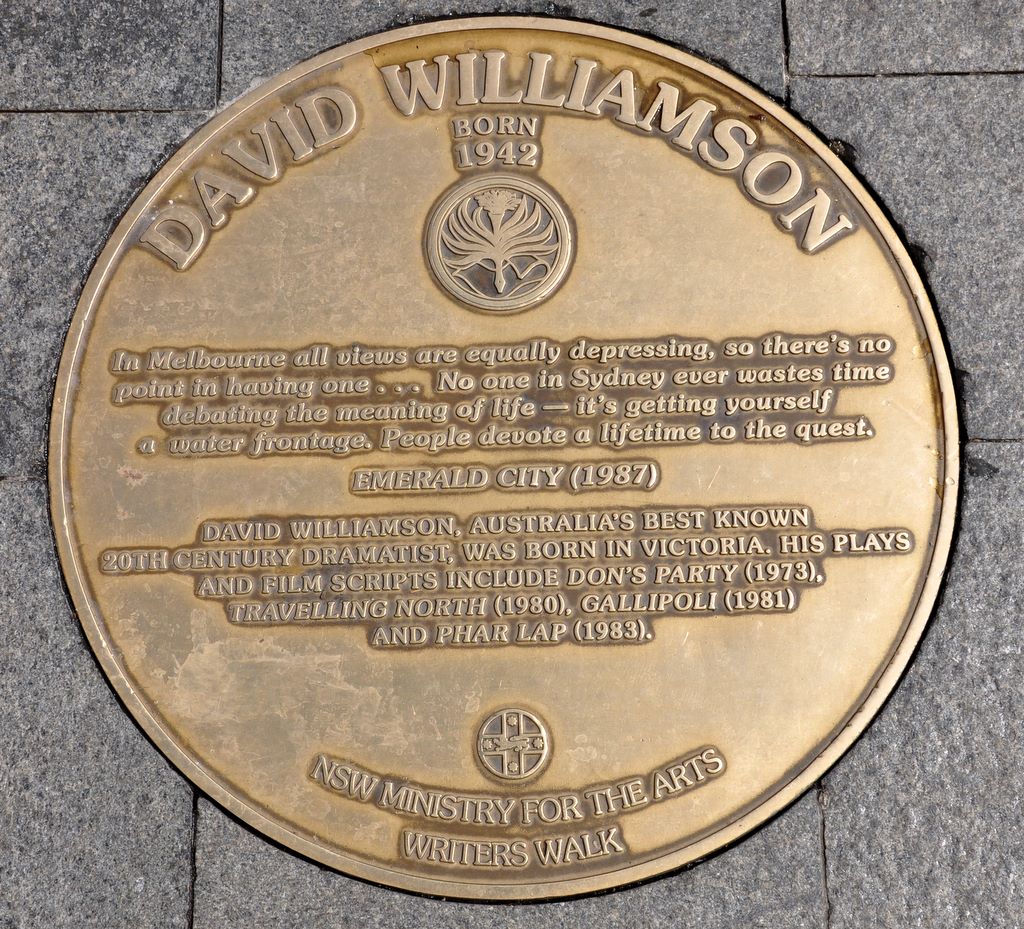 DAVID WILLIAMSON
BORN
1942
In Melbourne all views are equally depressing, so there's no
point in having one . . . No one in Sydney ever wastes time
debating the meaning of life — it's getting yourself
a water frontage. People devote a lifetime to the quest.
EMERALD CITY (1987)
DAVID WILLIAMSON, AUSTRALIA'S BEST KNOWN
20TH CENTURY DRAMATIST, WAS BORN IN VICTORIA. HIS PLAYS
AND FILM SCRIPTS INCLUDE DON'S PARTY (1973),
TRAVELLING NORTH (1980), GALLIPOLI (1981)
AND PHAR LAP (1983).
NSW MINISTRY FOR THE ARTS
WRITERS WALK